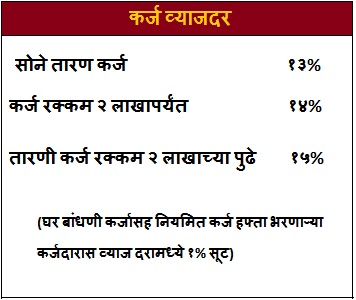 कर्ज व्याजदर
सोने तारण कर्ज १३%
कर्ज रक्कम २ लाखापर्यंत १४%
तारणी कर्ज रक्कम २ लाखाच्या पुढे १५%
(घर बांधणी कर्जासह नियमित कर्ज हफ्ता भरणाऱ्या
कर्जदारास व्याज दरामध्ये १% सूट)